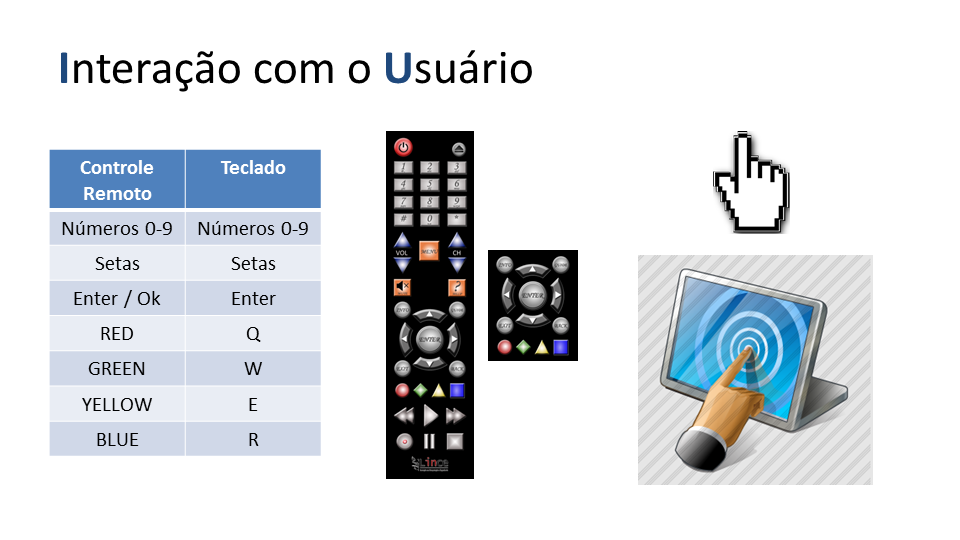 Interação com o Usuário
Controle Remoto
Teclado
Números 0-9
Números 0-9
Setas
Setas
Enter / Ok
Enter
RED
Q
GREEN
W
YELLOW
E
BLUE
R
1 2 3
4 5 6
7 8 9
# 0 *
VOL MENU CH
?
INFO GUIDE
ENTER
EXIT BACK
Lince
INFO GUIDE
ENTER
EXIT BACK